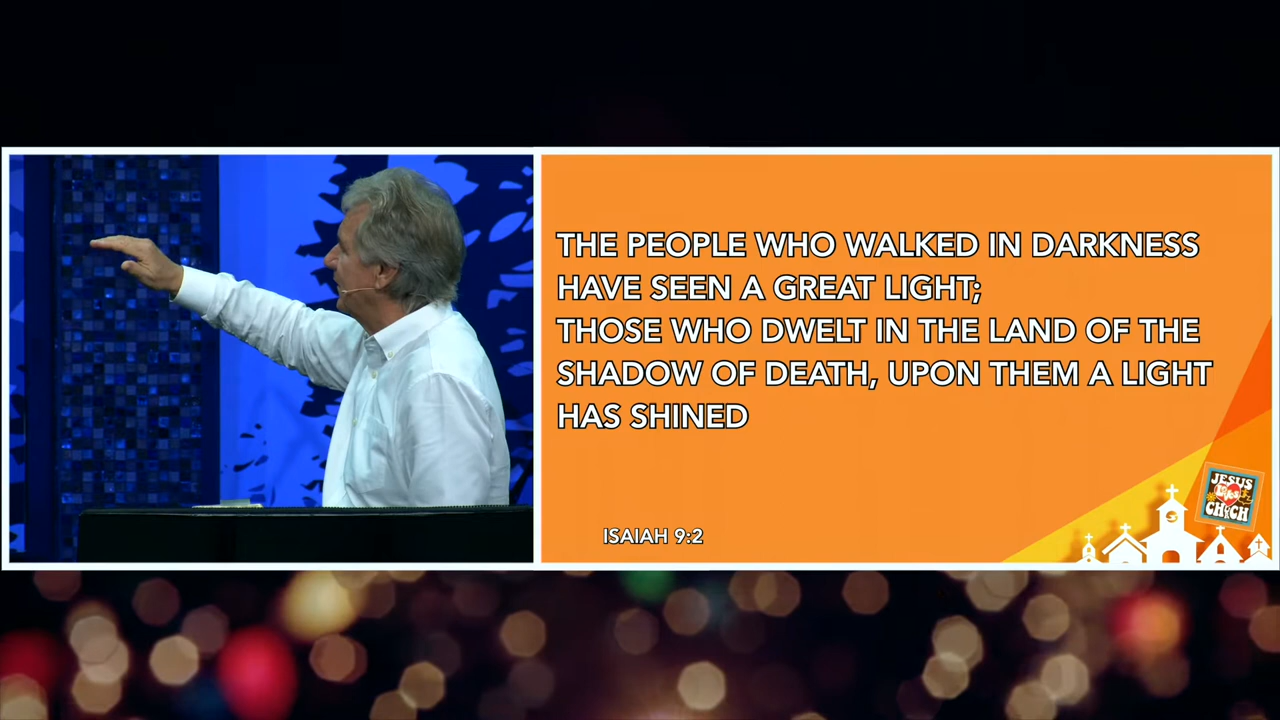 THE PEOPLE WHO WALKED IN DARKNESS
HAVE SEEN A GREAT LIGHT;
THOSE WHO DWELT IN THE LAND OF THE
SHADOW OF DEATH, UPON THEM A LIGHT
HAS SHINED
ISAIAH 9:2
JESUS